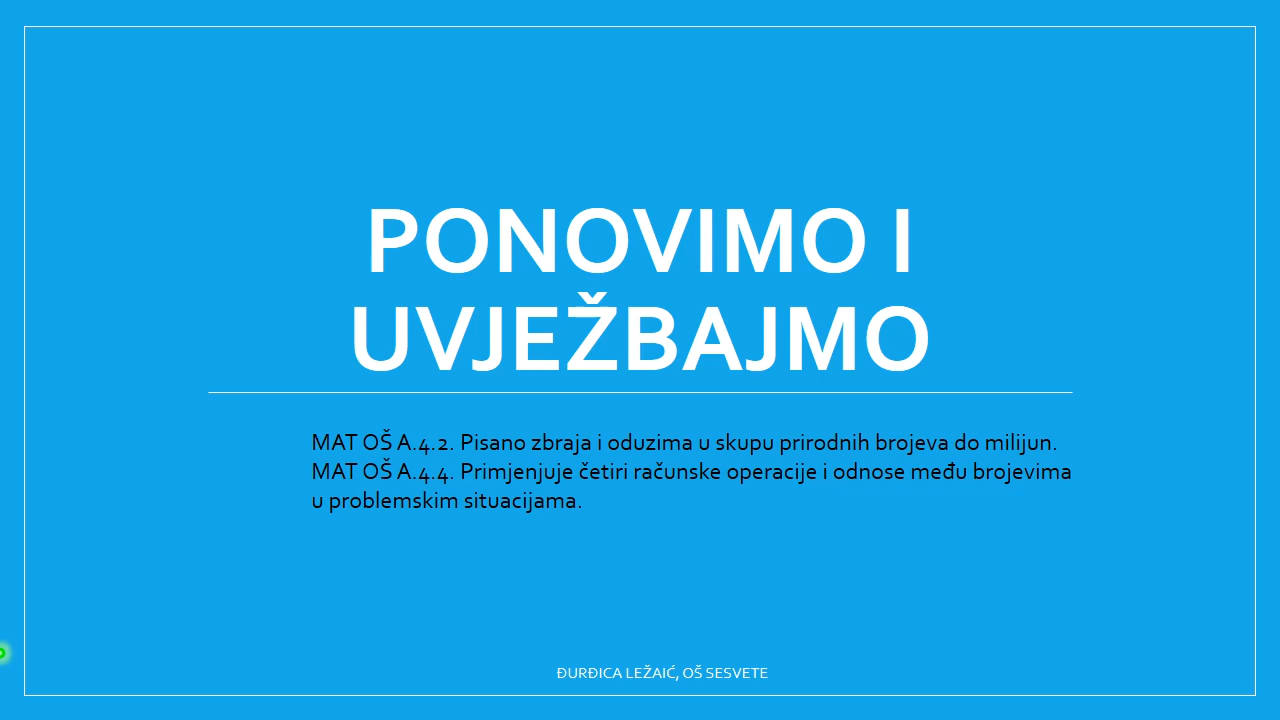 PONOVIMO I
UVJEŽBAJMO
MAT OŠ A.4.2. Pisano zbraja i oduzima u skupu prirodnih brojeva do milijun.
MAT OŠ A.4.4. Primjenjuje četiri računske operacije i odnose među brojevima
u problemskim situacijama.
ĐURĐICA LEŽAIĆ, OŠ SESVETE